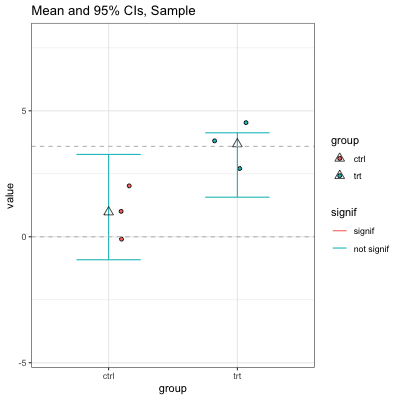 Mean and 95% CIs, Sample
5
0
-5
value
ctrl
trt
group
group
ctrl
trt
signif
signif
not signif